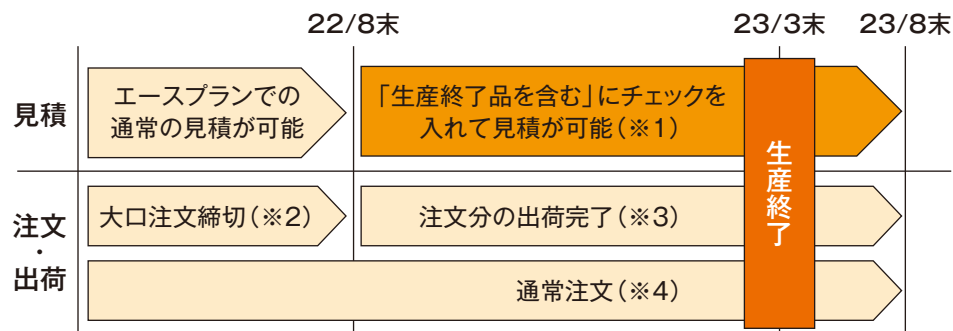 22/8末
23/3末
23/8末
見積
エースプランでの
通常の見積が可能
「生産終了品を含む」にチェックを
入れて見積が可能(※1)
生産終了
注文
・
出荷
大口注文締切(※2)
注文分の出荷完了(※3)
通常注文(※4)